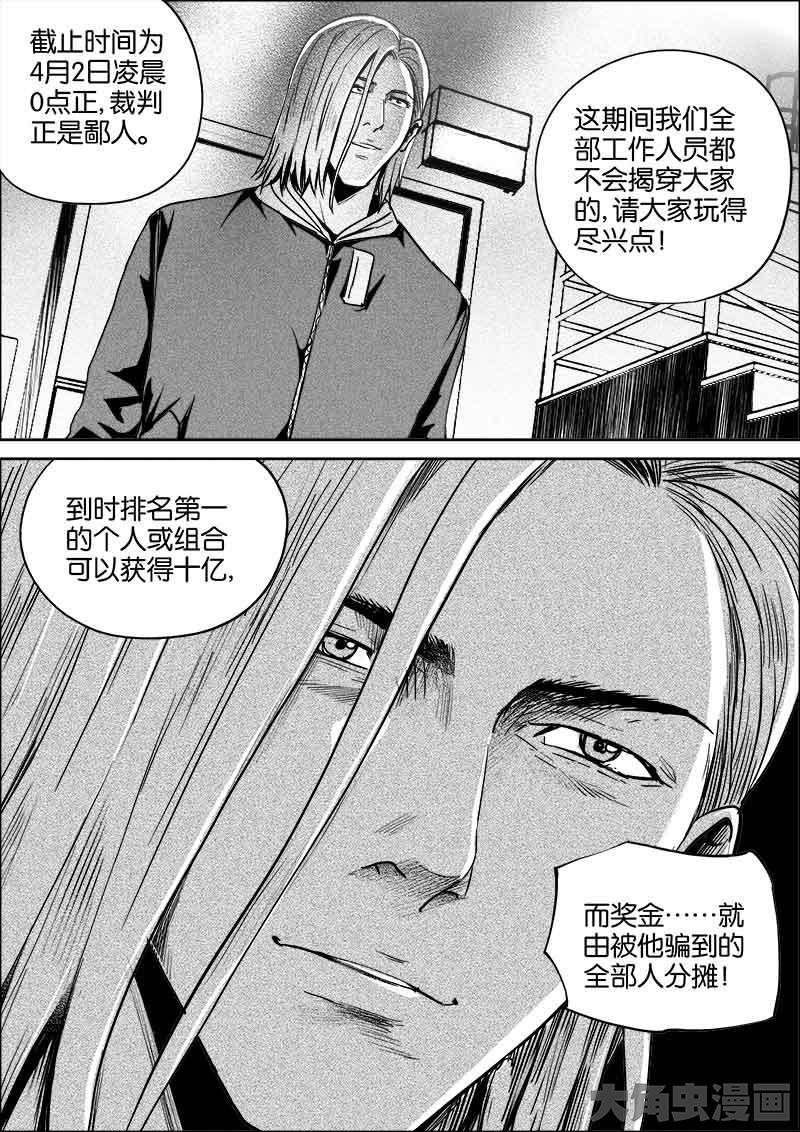 截止时间为
4月2日凌晨
0点正,裁判
正是鄙人。
这期间我们全
部工作人员都
不会揭穿大家
的,请大家玩得
尽兴点!
到时排名第一
的个人或组合
可以获得十亿,
而奖金……就
由被他骗到的
全部人分摊!
大角虫漫画